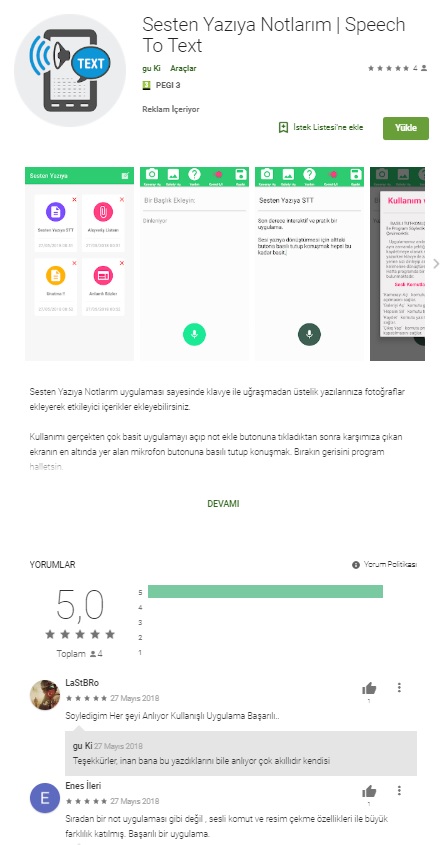 TEXT
Sesten Yazıya Notlarım | Speech
To Text
gu Ki Araçlar
4
3 PEGI 3
Reklam İçeriyor
İstek Listesi'ne ekle
Yükle
Sesten Yazıya
Sesten Yazıya STT
Alışveriş Listesi
Bir Başlık Ekleyin:
Dinleniyor
Sesten Yazıya STT
Son derece interaktif ve pratik bir
uygulama.
Sesi yazıya dönüştürmesi için alttaki
butona basılı tutup konuşmak hepsi bu
kadar basit.;
Kullanım v
Sesten Yazıya Notlarım uygulaması sayesinde klavye ile uğraşmadan üstelik yazılarınıza fotoğraflar
ekleyerek etkileyici içerikler ekleyebilirsiniz.
Kullanımı gerçekten çok basit uygulamayı açıp not ekle butonuna tıkladıktan sonra karşımıza çıkan
ekranın en altında yer alan mikrofon butonuna basılı tutup konuşmak. Bırakın gerisini program
halletsin.
DEVAMI
YORUMLAR
Yorum Politikası
5,0
Toplam 4
5
4
3
2
1
LaStBRo
27 Mayıs 2018
1
Soyledigim Her şeyi Anlıyor Kullanışlı Uygulama Başarılı..
gu Ki 27 Mayıs 2018
Teşekkürler, inan bana bu yazdıklarını bile anlıyor çok akıllıdır kendisi
E
Enes İleri
27 Mayıs 2018
1
Sıradan bir not uygulaması gibi değil , sesli komut ve resim çekme özellikleri ile büyük
farklılık katılmış. Başarılı bir uygulama.